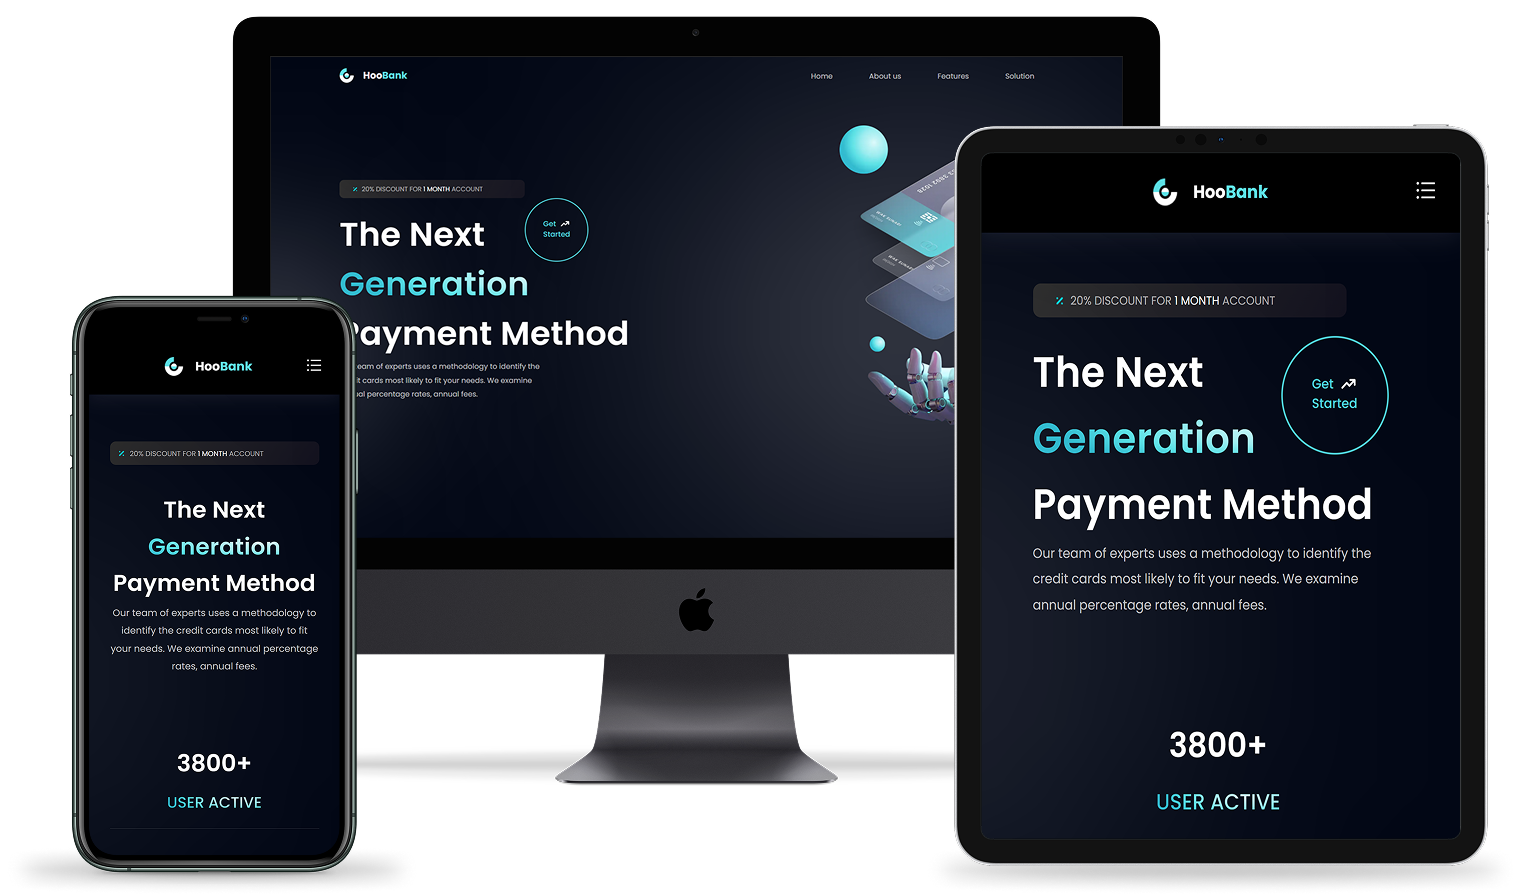 HooBank
Home About us Features Solution
20% DISCOUNT FOR 1 MONTH ACCOUNT
The Next
Generation
Payment Method
Get
Started
team of experts uses a methodology to identify the
cards most likely to fit your needs. We examine
percentage rates, annual fees.
HooBank
20% DISCOUNT FOR 1 MONTH ACCOUNT
The Next
Generation
Payment Method
Our team of experts uses a methodology to
identify the credit cards most likely to fit
your needs. We examine annual percentage
rates, annual fees.
3800+
USER ACTIVE
HooBank
20% DISCOUNT FOR 1 MONTH ACCOUNT
The Next
Generation
Payment Method
Get
Started
Our team of experts uses a methodology to identify the
credit cards most likely to fit your needs. We examine
annual percentage rates, annual fees.
3800+
USER ACTIVE